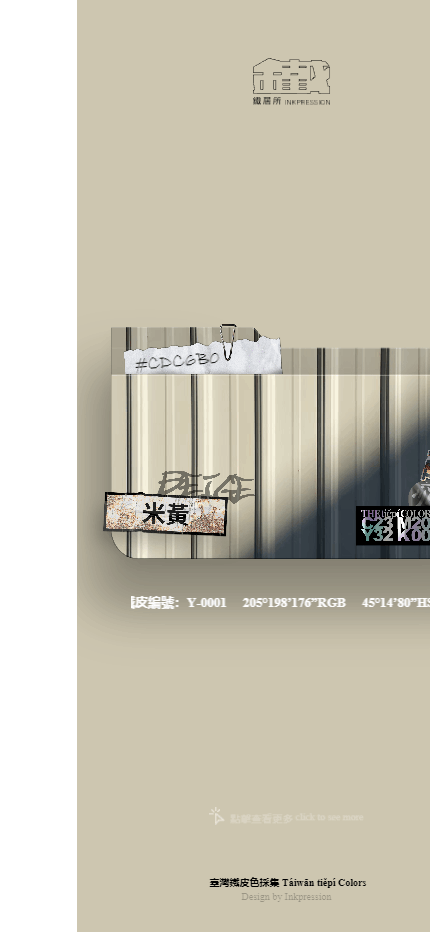 鐵居所 INKPRESSION
#CDC6B0
BEIGE
米黃
THE tiěpí COLOR
C23 M20
Y32 K00
皮編號：Y-0001 205°198’176”RGB 45°14’80”HS
點擊查看更多 click to see more
臺灣鐵皮色採集 Táiwān tiěpí Colors
Design by Inkpression